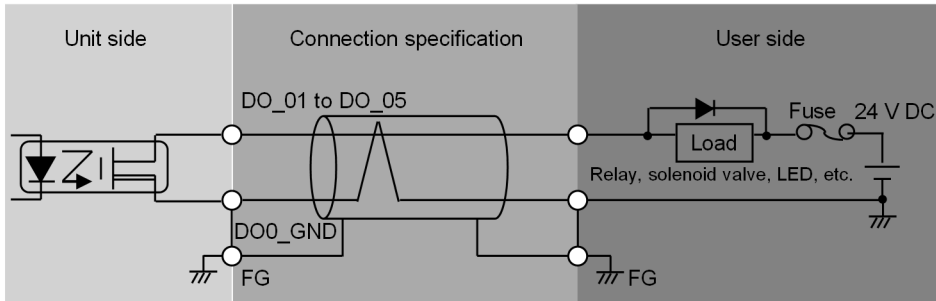 Unit side
Connection specification
User side
DO_01 to DO_05
Fuse
24 V DC
Load
Relay, solenoid valve, LED, etc.
DO0_GND
FG
FG